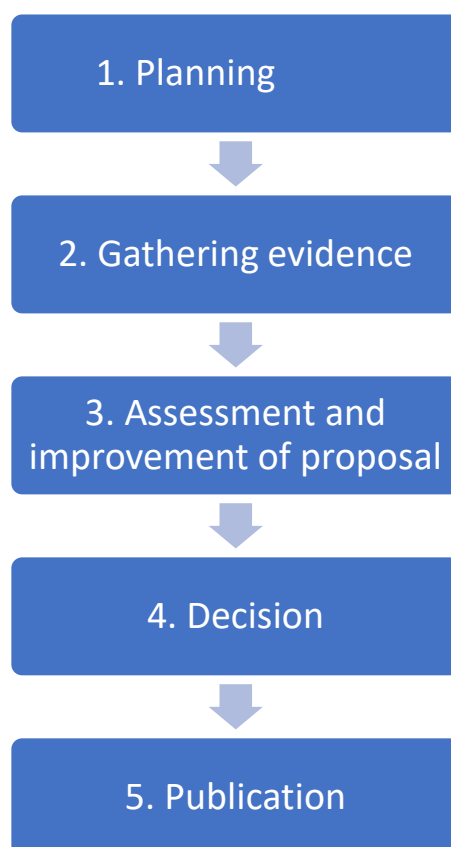 1. Planning
2. Gathering evidence
3. Assessment and
improvement of proposal
4. Decision
5. Publication